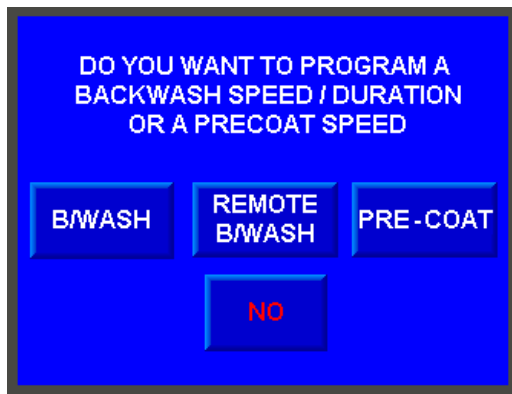 DO YOU WANT TO PROGRAM A
BACKWASH SPEED / DURATION
OR A PRECOAT SPEED
B/WASH
REMOTE
B/WASH
PRE-COAT
NO